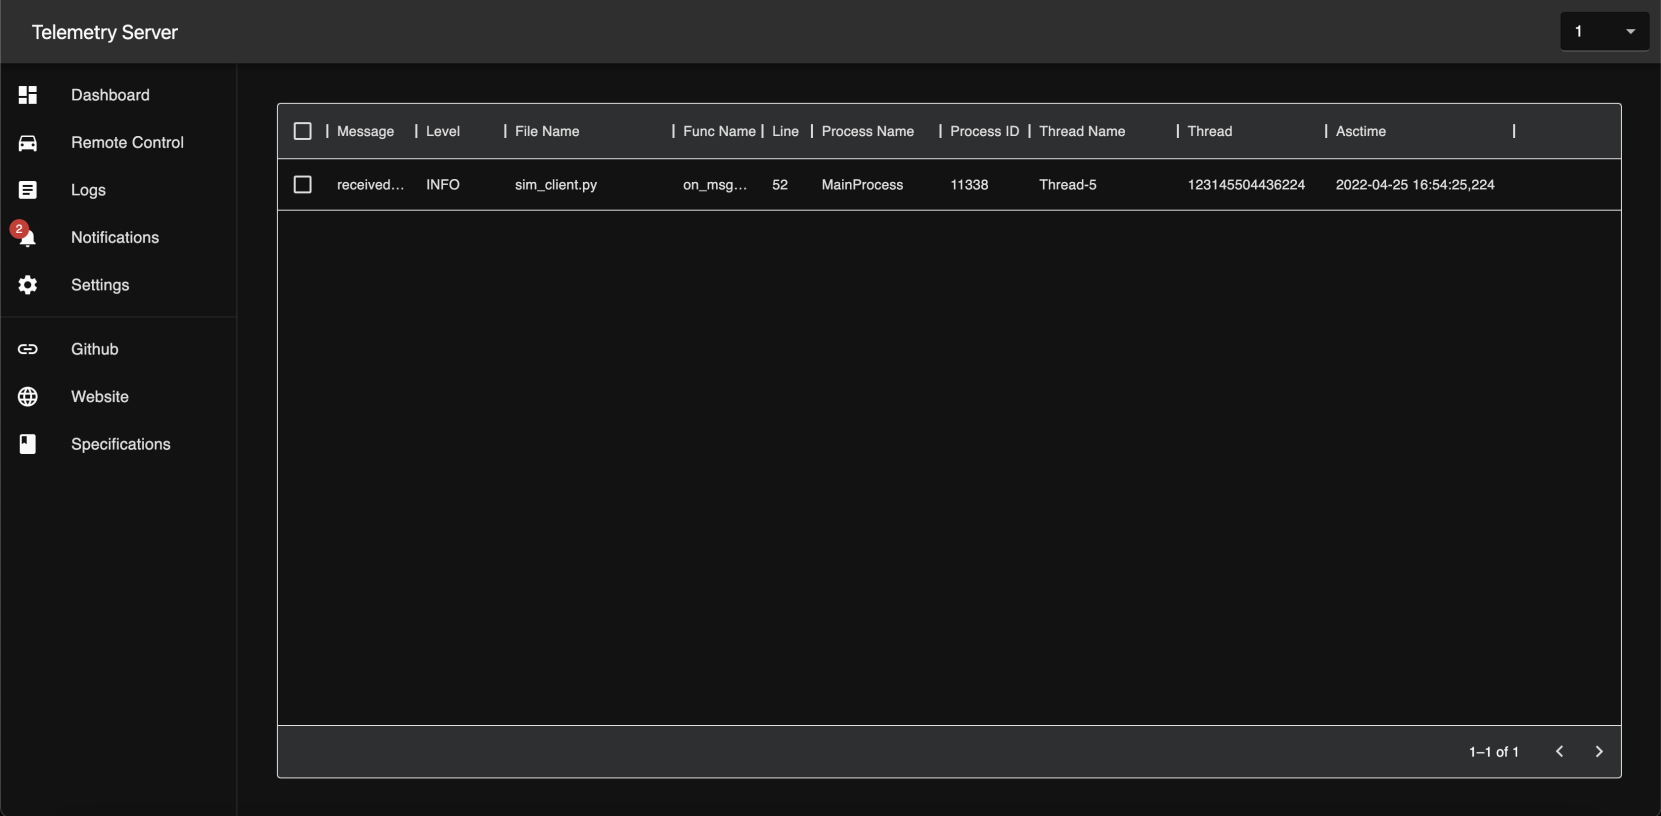 Telemetry Server
1
Dashboard
Remote Control
Logs
2
Notifications
Settings
Github
Website
Specifications
Message Level File Name Func Name Line Process Name Process ID Thread Name Thread Asctime
received... INFO sim_client.py on_msg... 52 MainProcess 11338 Thread-5 123145504436224 2022-04-25 16:54:25,224
1–1 of 1